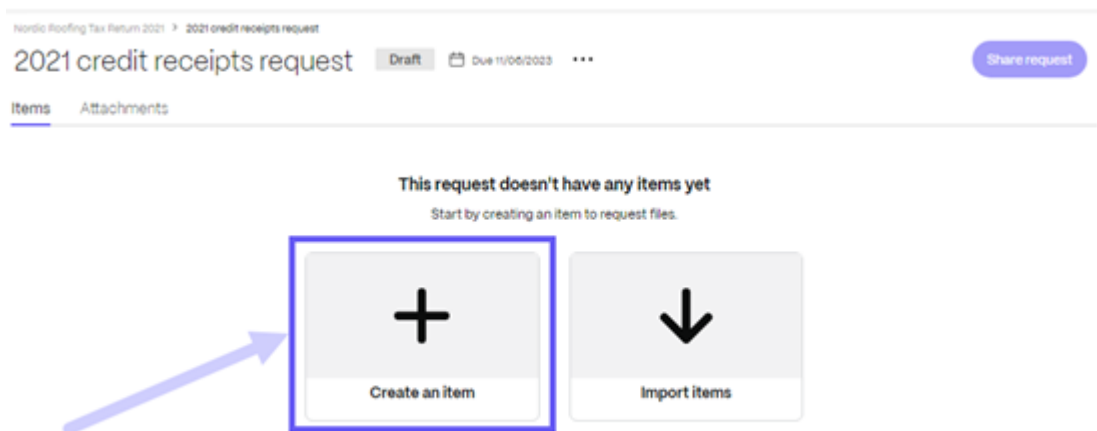 Nordic Roofing Tax Return 2021 > 2021 credit receipts request
2021 credit receipts request Draft Due 11/06/2023 ••• Share request
Items Attachments
This request doesn't have any items yet
Start by creating an item to request files.
Create an item Import items